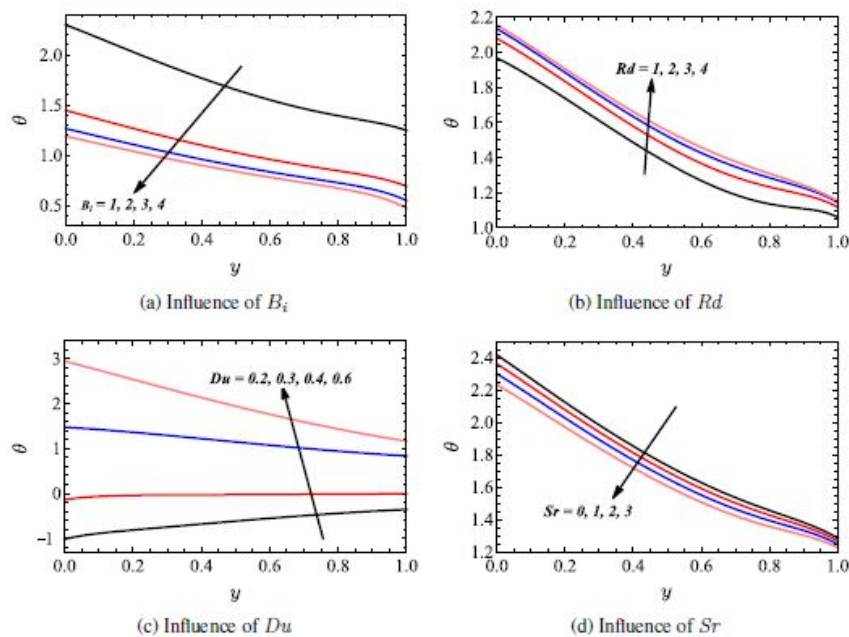 2.0
1.5
1.0
0.5
θ
B_i = 1, 2, 3, 4
0.0 0.2 0.4 0.6 0.8 1.0
y
(a) Influence of B_i
2.2
2.0
1.8
1.6
1.4
1.2
1.0
θ
Rd = 1, 2, 3, 4
0.0 0.2 0.4 0.6 0.8 1.0
y
(b) Influence of Rd
3
2
1
0
-1
θ
Du = 0.2, 0.3, 0.4, 0.6
0.0 0.2 0.4 0.6 0.8 1.0
y
(c) Influence of Du
2.4
2.2
2.0
1.8
1.6
1.4
1.2
θ
Sr = 0, 1, 2, 3
0.0 0.2 0.4 0.6 0.8 1.0
y
(d) Influence of Sr